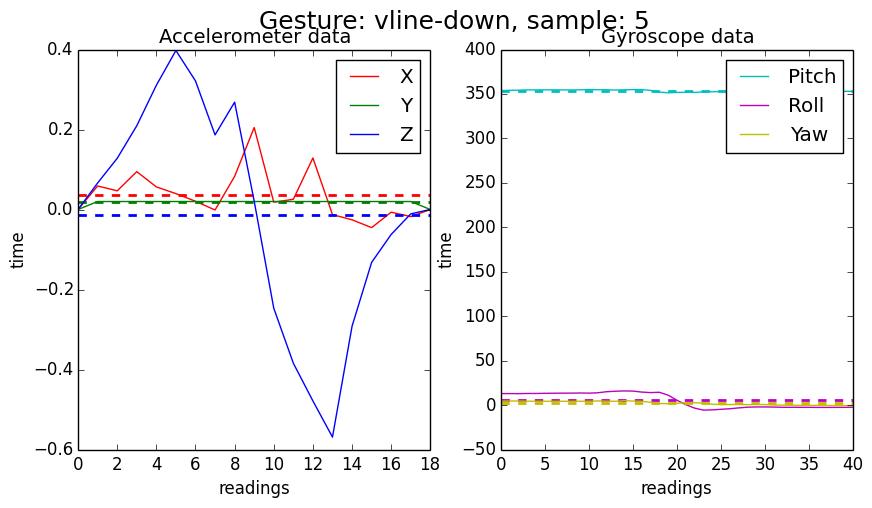 Gesture: vline-down, sample: 5
Accelerometer data
Gyroscope data
X
Y
Z
Pitch
Roll
Yaw
0.4
0.2
0.0
−0.2
−0.4
−0.6
time
0 2 4 6 8 10 12 14 16 18
readings
400
350
300
250
200
150
100
50
0
−50
time
0 5 10 15 20 25 30 35 40
readings